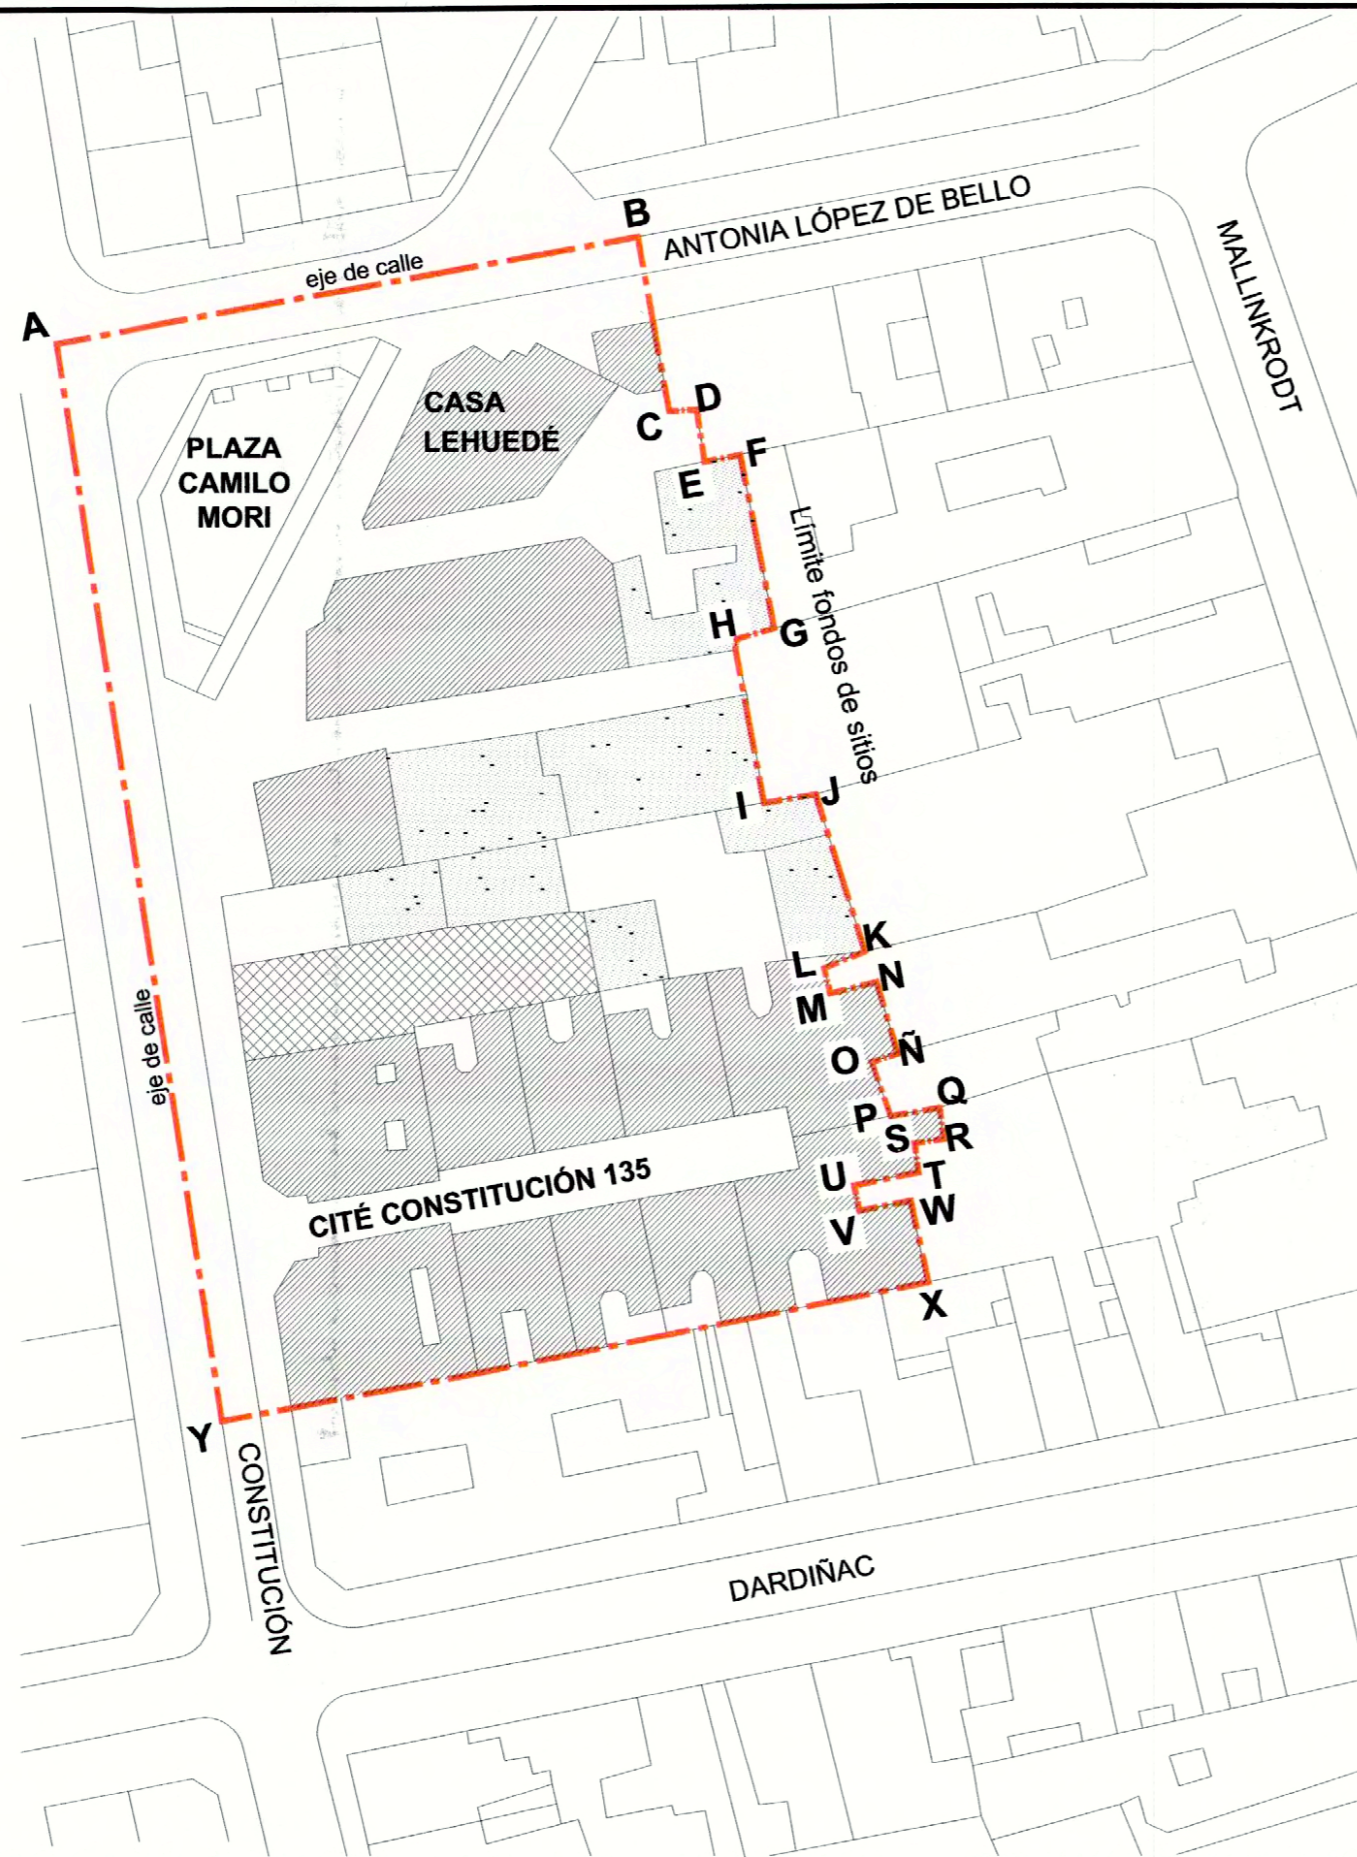 B
ANTONIA LÓPEZ DE BELLO
MALLINKRODT
eje de calle
A
CASA
LEHUEDÉ
PLAZA
CAMILO
MORI
C
D
E
F
Límite fondos de sitios
H
G
I
J
K
L
N
M
eje de calle
O
Ñ
Q
P
S
R
CITÉ CONSTITUCIÓN 135
U
T
W
V
X
Y
CONSTITUCIÓN
DARDIÑAC